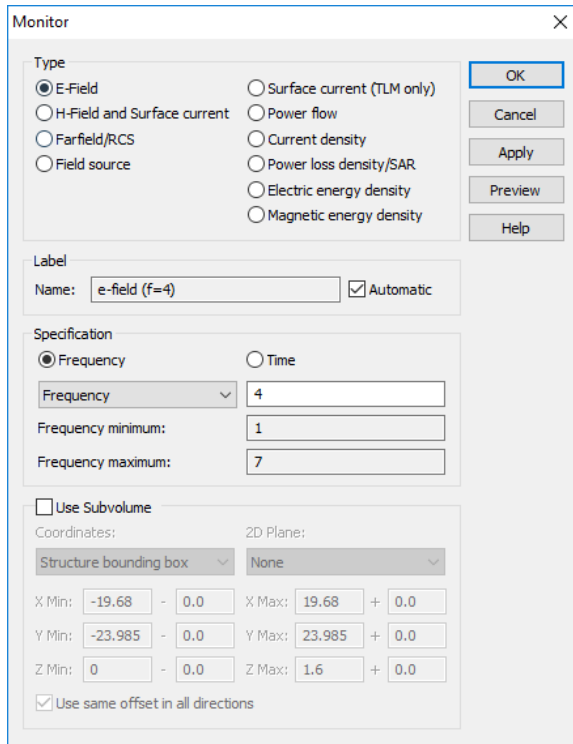 Monitor
Type
E-Field
Surface current (TLM only)
OK
H-Field and Surface current
Power flow
Cancel
Farfield/RCS
Current density
Apply
Field source
Power loss density/SAR
Electric energy density
Preview
Magnetic energy density
Help
Label
Name: e-field (f=4) Automatic
Specification
Frequency Time
Frequency 4
Frequency minimum: 1
Frequency maximum: 7
Use Subvolume
Coordinates: 2D Plane:
Structure bounding box None
X Min: -19.68 - 0.0 X Max: 19.68 + 0.0
Y Min: -23.985 - 0.0 Y Max: 23.985 + 0.0
Z Min: 0 - 0.0 Z Max: 1.6 + 0.0
Use same offset in all directions